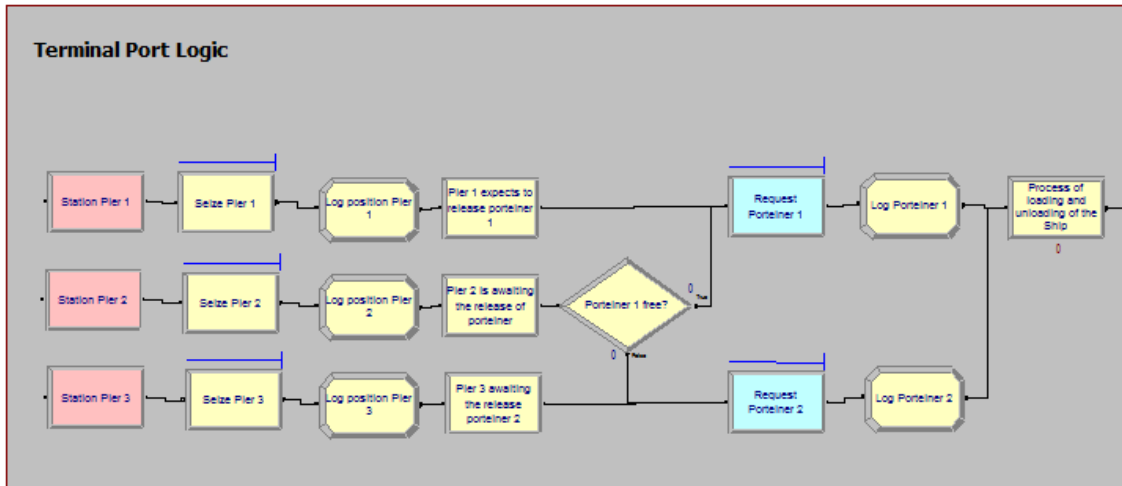 Terminal Port Logic
Station Pier 1
Seize Pier 1
Log position Pier
1
Pier 1 expects to
release porteiner
1
Request
Porteiner 1
Log Porteiner 1
Process of
loading and
unloading of the
Ship
0
Station Pier 2
Seize Pier 2
Log position Pier
2
Pier 2 is awaiting
the release of
porteiner
Porteiner 1 free?
0
True
0
False
Station Pier 3
Seize Pier 3
Log position Pier
3
Pier 3 awaiting
the release
porteiner 2
Request
Porteiner 2
Log Porteiner 2